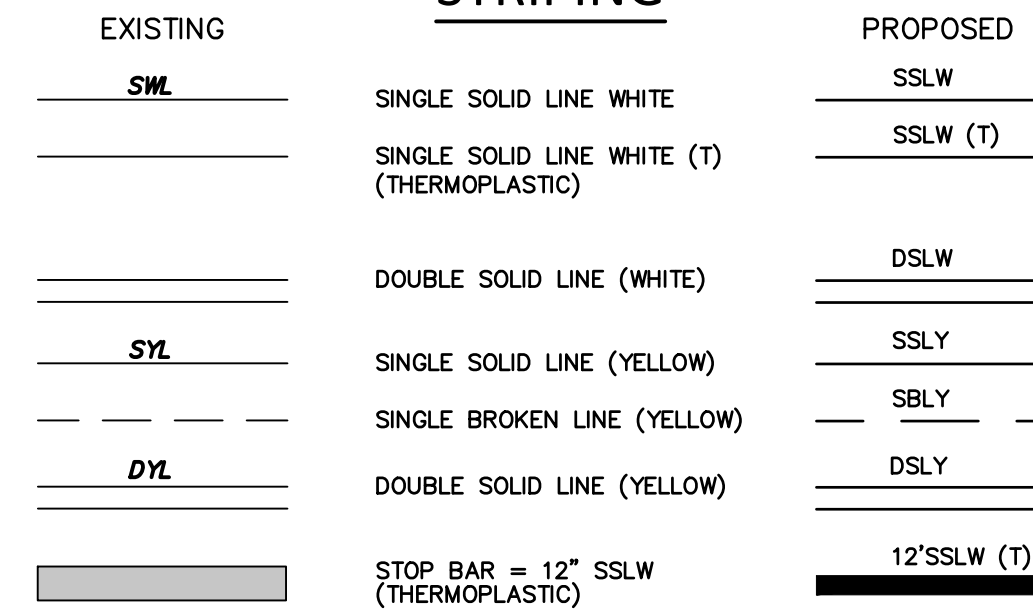 STRIPING
EXISTING
PROPOSED
SWL
SINGLE SOLID LINE WHITE
SSLW
SINGLE SOLID LINE WHITE (T)
(THERMOPLASTIC)
SSLW (T)
DOUBLE SOLID LINE (WHITE)
DSLW
SYL
SINGLE SOLID LINE (YELLOW)
SSLY
SINGLE BROKEN LINE (YELLOW)
SBLY
DYL
DOUBLE SOLID LINE (YELLOW)
DSLY
STOP BAR = 12" SSLW
(THERMOPLASTIC)
12'SSLW (T)